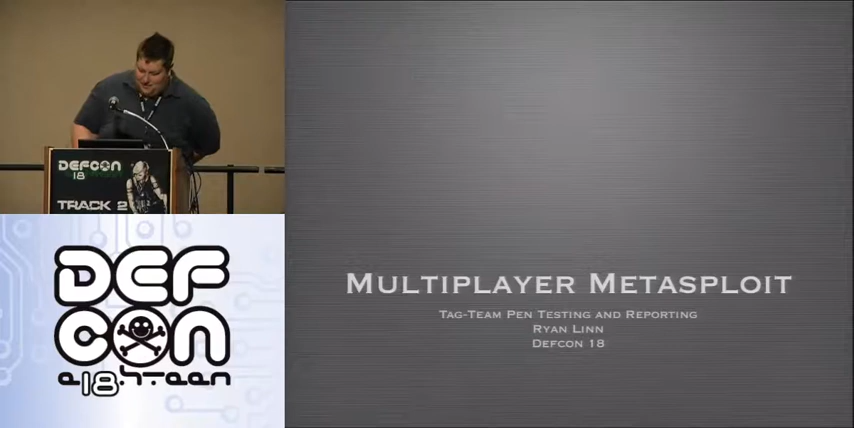 DEFCON
18
TRACK 2
DEF
CON
e18hteen
Multiplayer Metasploit
Tag-Team Pen Testing and Reporting
Ryan Linn
Defcon 18